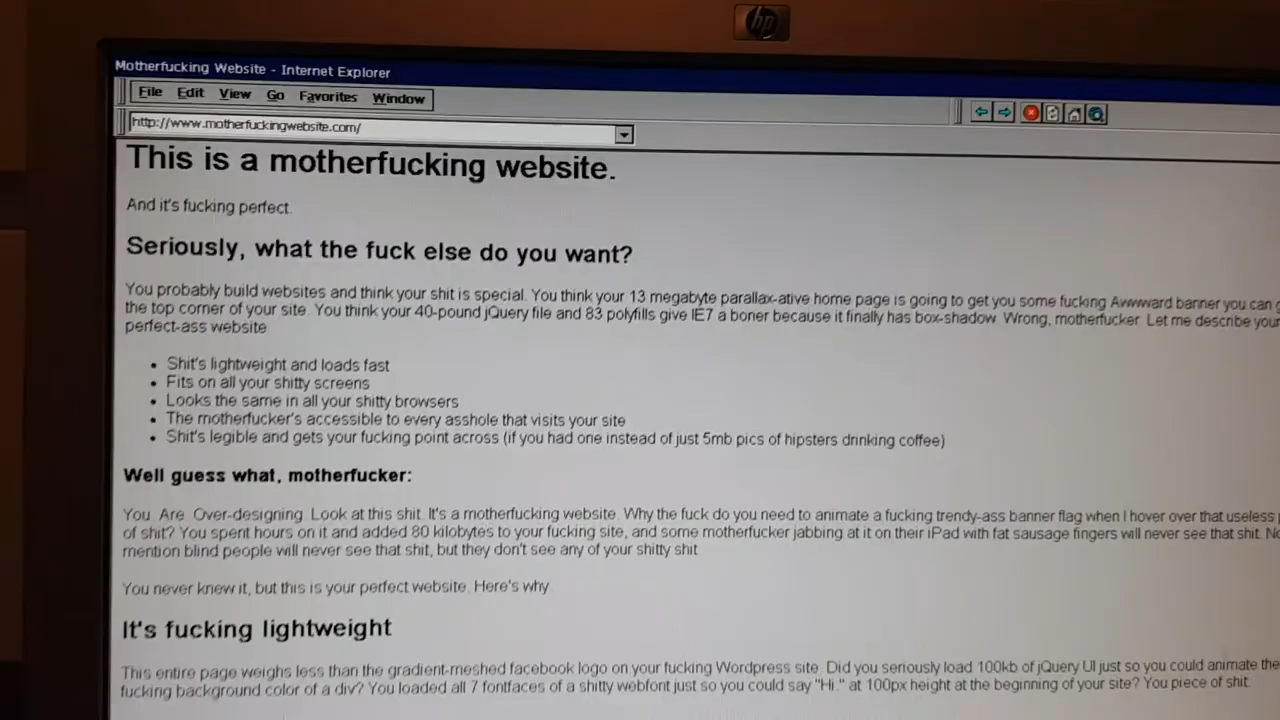 hp
Motherfucking Website - Internet Explorer
File Edit View Go Favorites Window
http://www.motherfuckingwebsite.com/
This is a motherfucking website.
And it's fucking perfect.
Seriously, what the fuck else do you want?
You probably build websites and think your shit is special. You think your 13 megabyte parallax-ative home page is going to get you some fucking Awwward banner you can
the top corner of your site. You think your 40-pound jQuery file and 83 polyfills give IE7 a boner because it finally has box-shadow. Wrong, motherfucker. Let me describe your
perfect-ass website
• Shit's lightweight and loads fast
• Fits on all your shitty screens
• Looks the same in all your shitty browsers
• The motherfucker's accessible to every asshole that visits your site
• Shit's legible and gets your fucking point across (if you had one instead of just 5mb pics of hipsters drinking coffee)
Well guess what, motherfucker:
You. Are. Over-designing. Look at this shit. It's a motherfucking website. Why the fuck do you need to animate a fucking trendy-ass banner flag when I hover over that useless
of shit? You spent hours on it and added 80 kilobytes to your fucking site, and some motherfucker jabbing at it on their iPad with fat sausage fingers will never see that shit.
mention blind people will never see that shit, but they don't see any of your shitty shit.
You never knew it, but this is your perfect website. Here's why
It's fucking lightweight
This entire page weighs less than the gradient-meshed facebook logo on your fucking Wordpress site. Did you seriously load 100kb of jQuery UI just so you could animate the
fucking background color of a div? You loaded all 7 fontfaces of a shitty webfont just so you could say "Hi." at 100px height at the beginning of your site? You piece of shit.